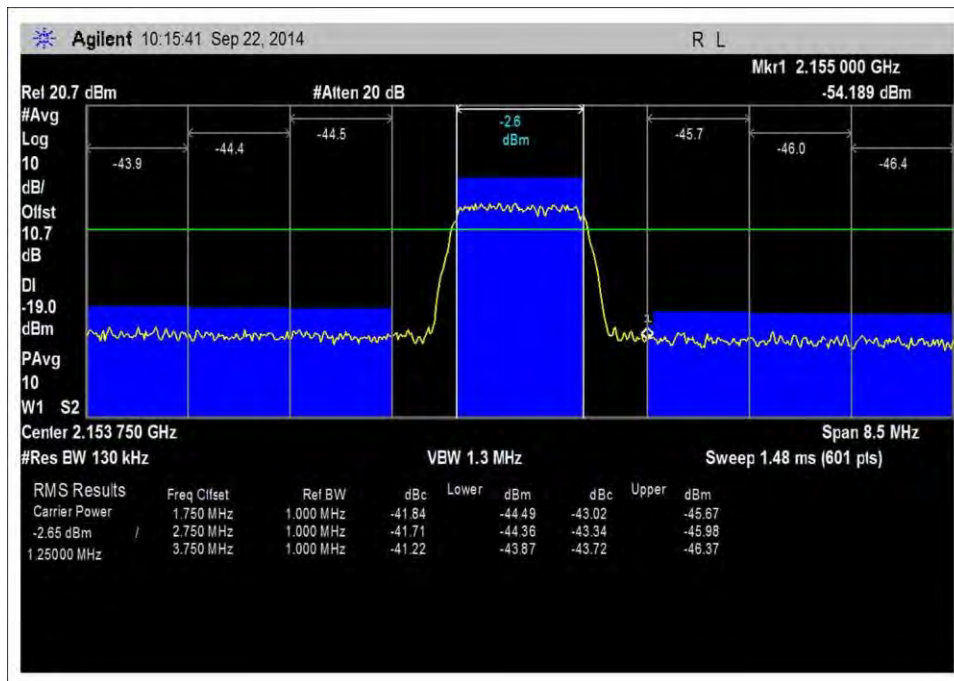 Agilent 10:15:41 Sep 22, 2014 R L
Mkr1 2.155 000 GHz
Ref 20.7 dBm #Atten 20 dB -54.189 dBm
#Avg
Log
10
dB/
Offst
10.7
dB
DI
-19.0
dBm
PAvg
10
W1 S2
-43.9
-44.4
-44.5
-2.6
dBm
-45.7
-46.0
-46.4
1
Center 2.153 750 GHz Span 8.5 MHz
#Res BW 130 kHz VBW 1.3 MHz Sweep 1.48 ms (601 pts)
RMS Results Freq Offset Ref BW dBc Lower dBm dBc Upper dBm
Carrier Power 1.750 MHz 1.000 MHz -41.84 -44.49 -43.02 -45.67
-2.65 dBm / 2.750 MHz 1.000 MHz -41.71 -44.36 -43.34 -45.98
1.25000 MHz 3.750 MHz 1.000 MHz -41.22 -43.87 -43.72 -46.37